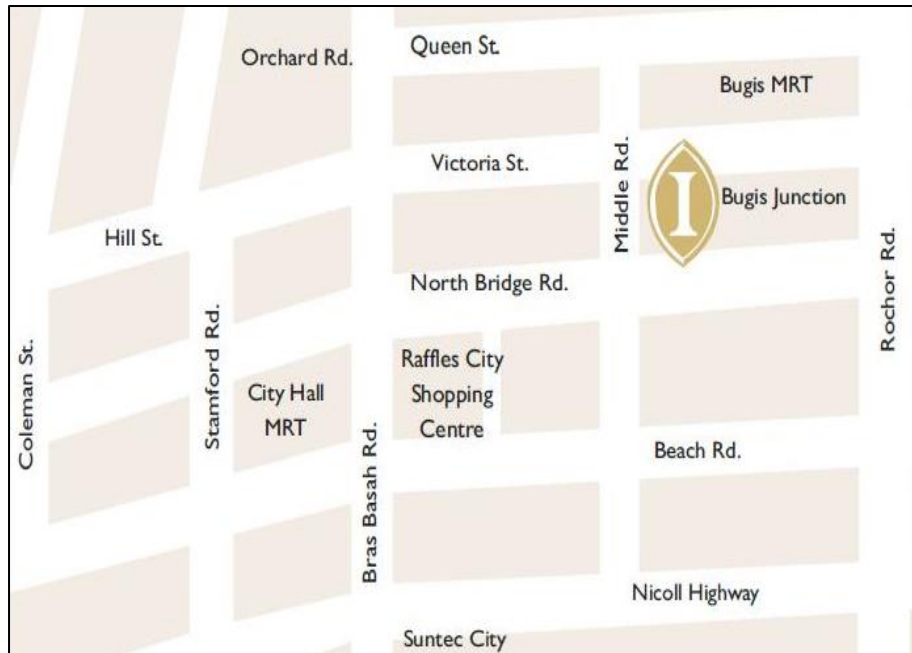 Queen St.
Orchard Rd.
Bugis MRT
Victoria St.
Middle Rd.
I
Bugis Junction
Hill St.
North Bridge Rd.
Rochor Rd.
Coleman St.
Stamford Rd.
Raffles City
Shopping
Centre
City Hall
MRT
Bras Basah Rd.
Beach Rd.
Nicoll Highway
Suntec City